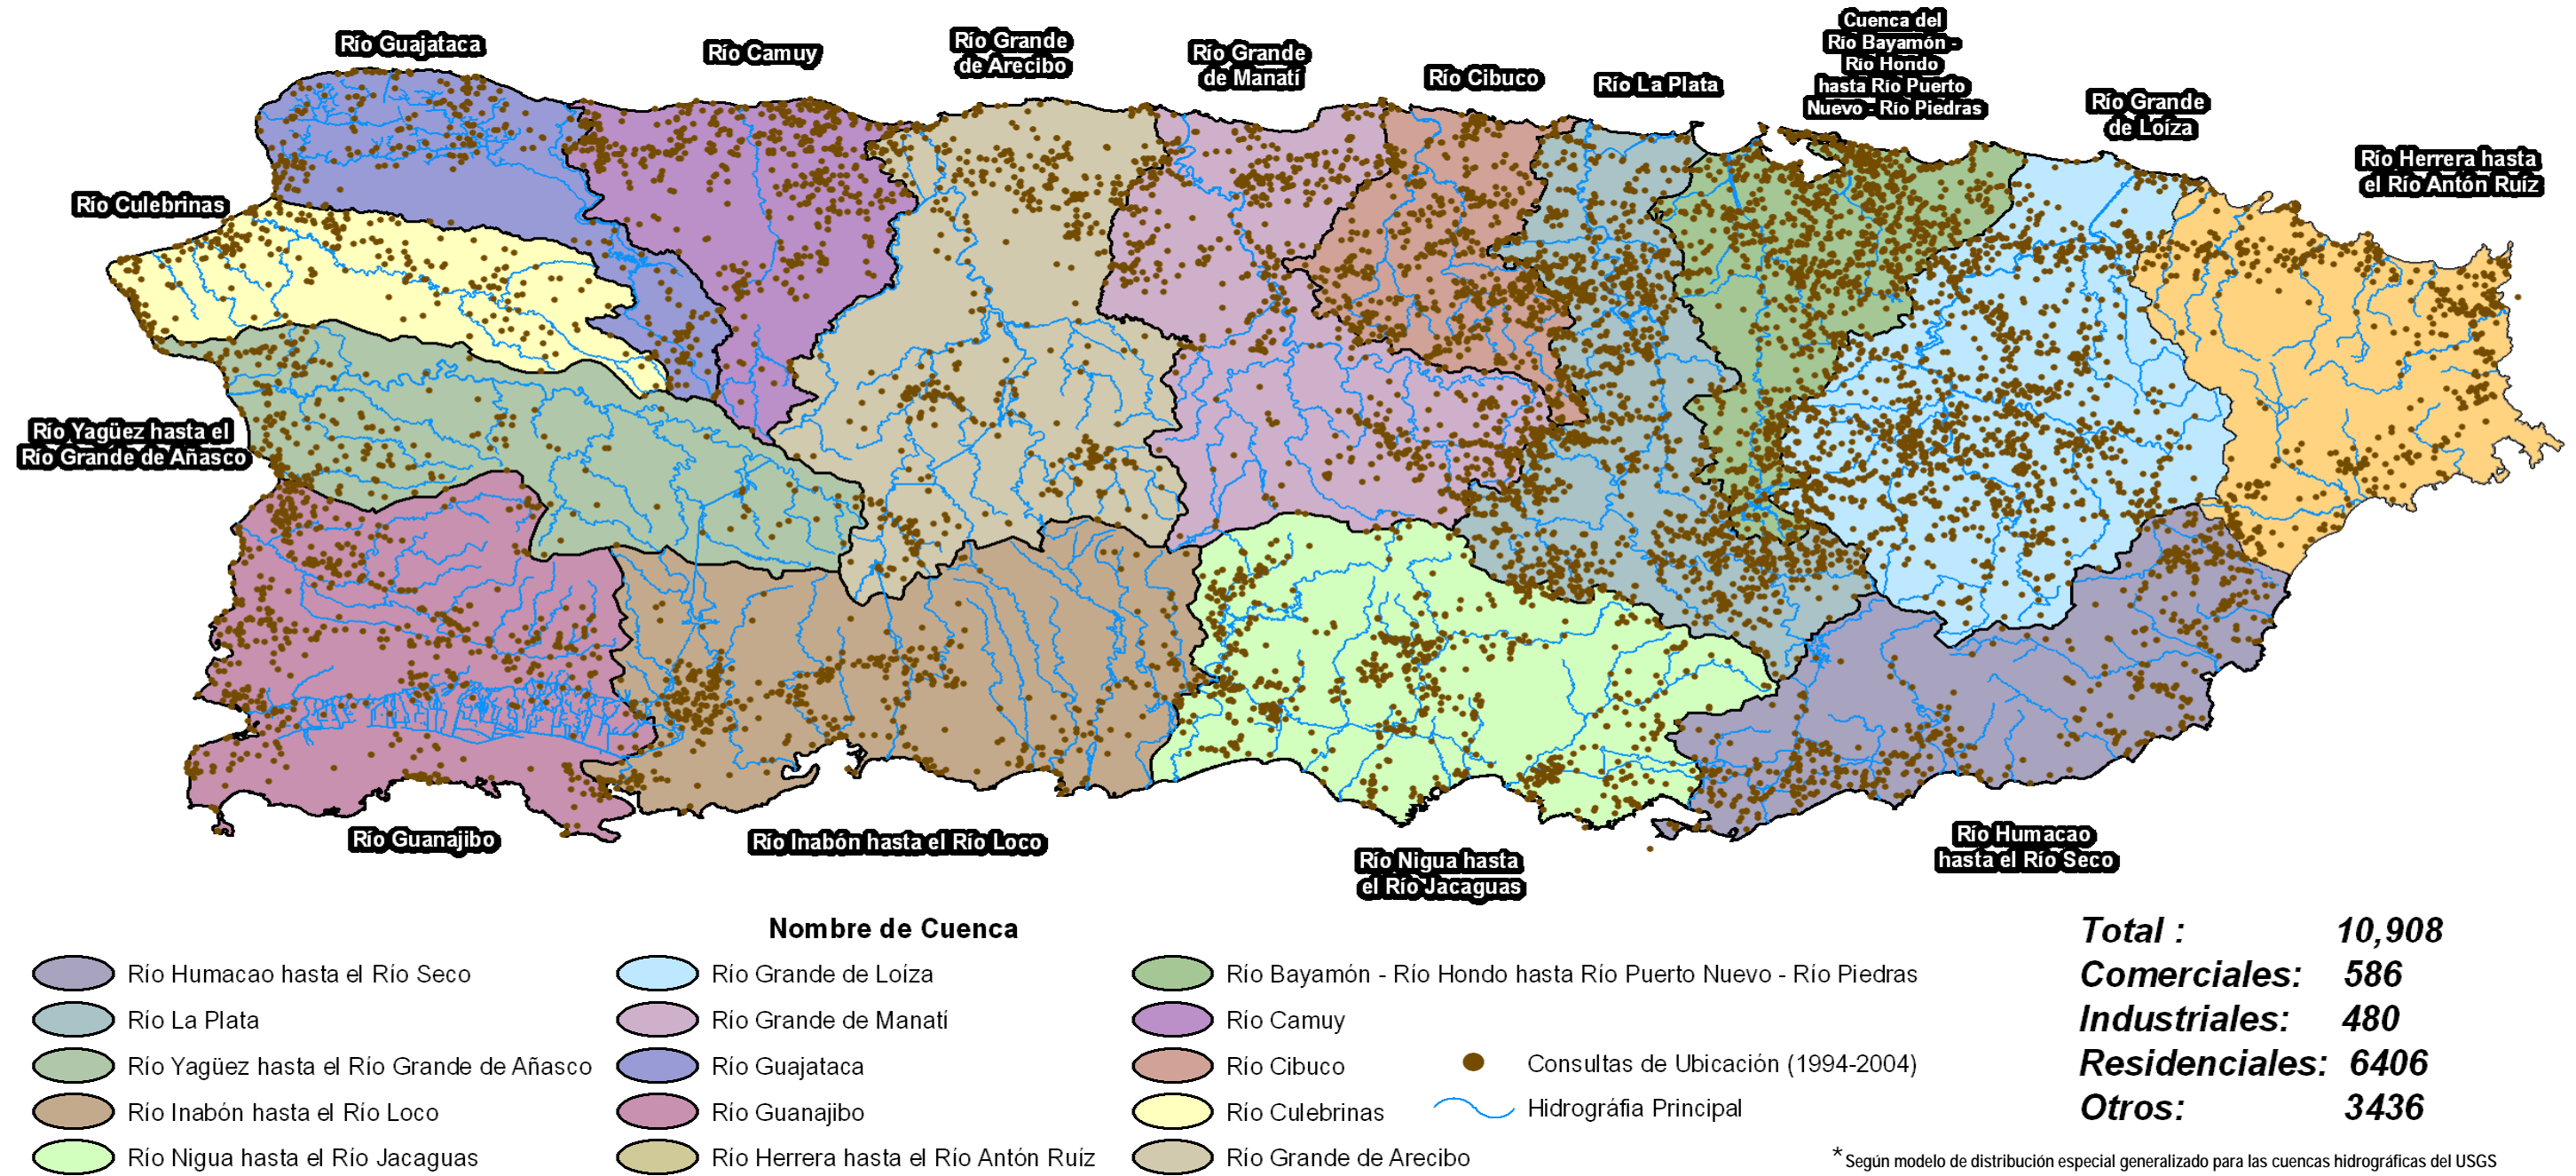 Río Guajataca
Río Camuy
Río Grande
de Arecibo
Río Grande
de Manatí
Río Cibuco
Río La Plata
Cuenca del
Río Bayamón -
Río Hondo
hasta Río Puerto
Nuevo - Río Piedras
Río Grande
de Loíza
Río Herrera hasta
el Río Antón Ruíz
Río Culebrinas
Río Yagüez hasta el
Río Grande de Añasco
Río Guanajibo
Río Inabón hasta el Río Loco
Río Nigua hasta
el Río Jacaguas
Río Humacao
hasta el Río Seco
Nombre de Cuenca
Río Humacao hasta el Río Seco
Río La Plata
Río Yagüez hasta el Río Grande de Añasco
Río Inabón hasta el Río Loco
Río Nigua hasta el Río Jacaguas
Río Grande de Loíza
Río Grande de Manatí
Río Guajataca
Río Guanajibo
Río Herrera hasta el Río Antón Ruíz
Río Bayamón - Río Hondo hasta Río Puerto Nuevo - Río Piedras
Río Camuy
Río Cibuco
Río Culebrinas
Río Grande de Arecibo
Consultas de Ubicación (1994-2004)
Hidrográfia Principal
Total : 10,908
Comerciales: 586
Industriales: 480
Residenciales: 6406
Otros: 3436
*Según modelo de distribución especial generalizado para las cuencas hidrográficas del USGS